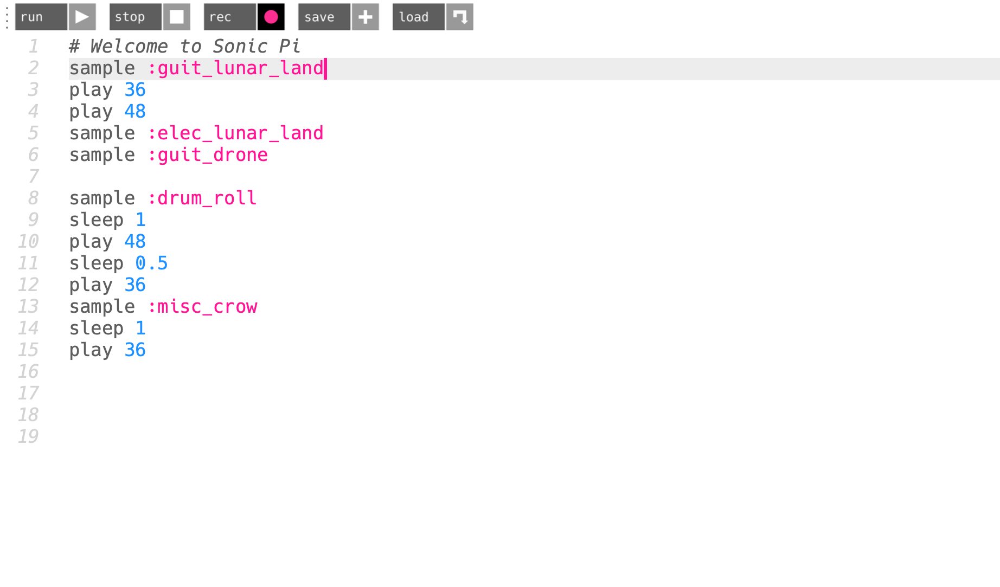 run stop rec save load
1 # Welcome to Sonic Pi
2 sample :guit_lunar_land
3 play 36
4 play 48
5 sample :elec_lunar_land
6 sample :guit_drone
7
8 sample :drum_roll
9 sleep 1
10 play 48
11 sleep 0.5
12 play 36
13 sample :misc_crow
14 sleep 1
15 play 36
16
17
18
19